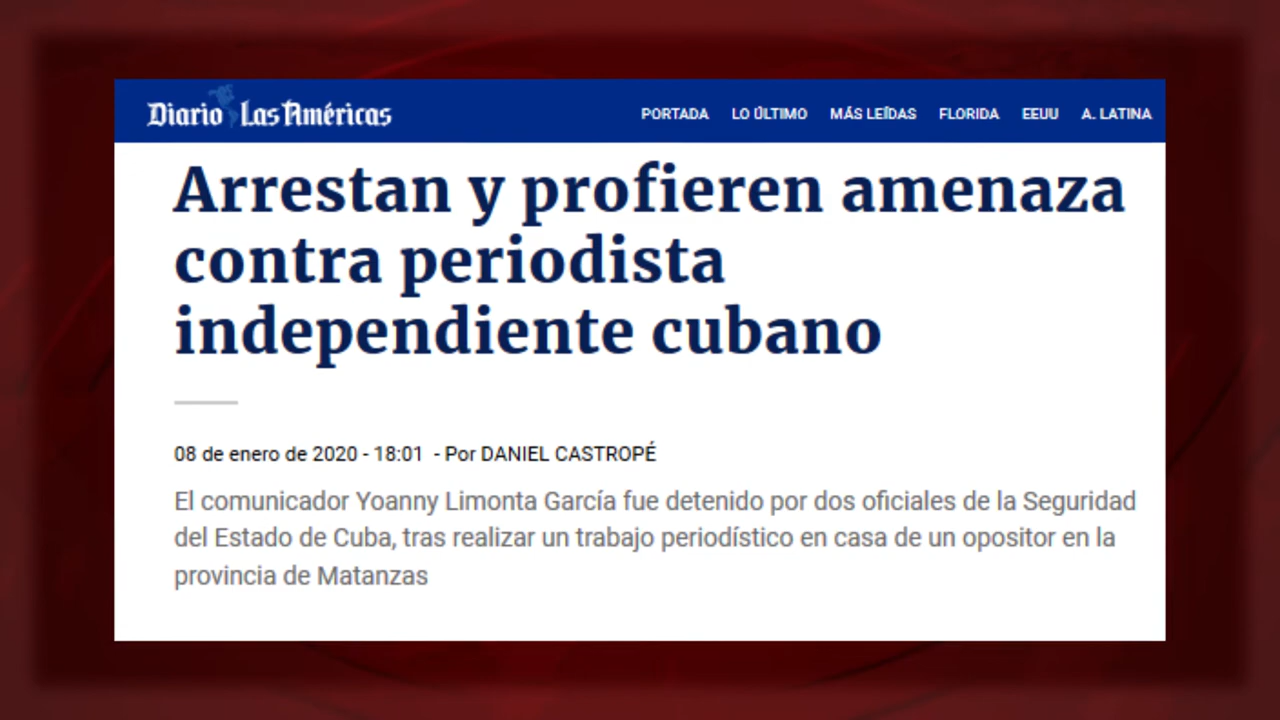 Diario Las Américas
PORTADA LO ÚLTIMO MÁS LEÍDAS FLORIDA EEUU A. LATINA
Arrestan y profieren amenaza
contra periodista
independiente cubano
08 de enero de 2020 - 18:01 - Por DANIEL CASTROPÉ
El comunicador Yoanny Limonta García fue detenido por dos oficiales de la Seguridad
del Estado de Cuba, tras realizar un trabajo periodístico en casa de un opositor en la
provincia de Matanzas